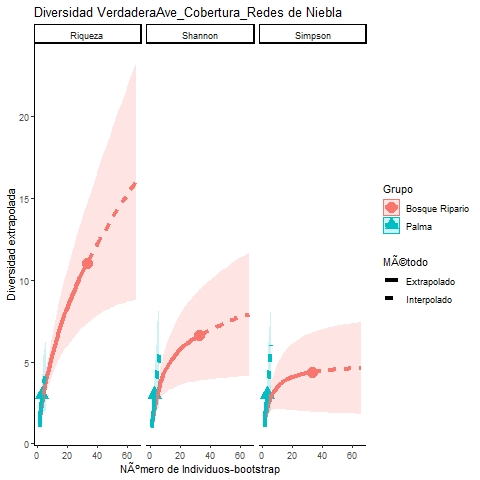 Diversidad VerdaderaAve_Cobertura_Redes de Niebla
Riqueza
Shannon
Simpson
Diversidad extrapolada
20
15
10
5
0
0
20
40
60
0
20
40
60
0
20
40
60
NÃºmero de Individuos-bootstrap
Grupo
Bosque Ripario
Palma
MÃ©todo
Extrapolado
Interpolado